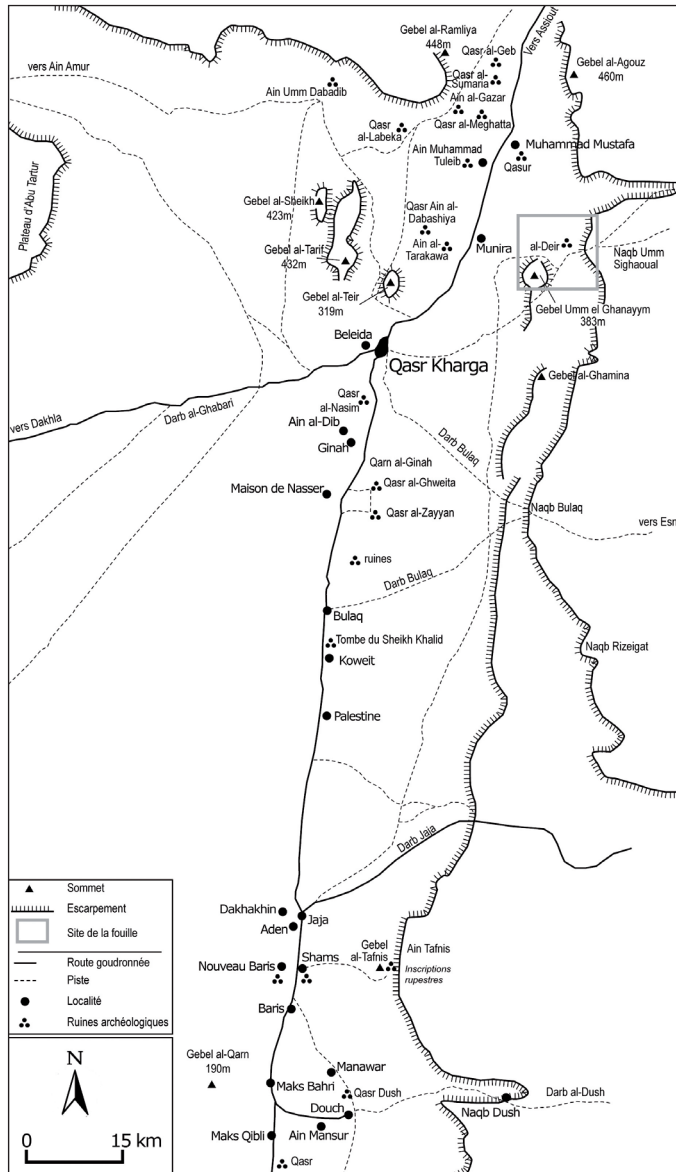 Gebel al-Ramliya
448m
Vers Assiout
Qasr al-Geb
Gebel al-Agouz
460m
vers Ain Amur
Qasr al-
Sumaria
Ain Umm Dabadib
Ain al-Gazar
Qasr
al-Labeka
Qasr al-Meghatta
Muhammad Mustafa
Ain Muhammad
Tuleib
Qasur
Plateau d'Abu Tartur
Gebel al-Sheikh
423m
Qasr Ain al-
Dabashiya
Gebel al-Tarif
432m
Ain al-
Tarakawa
Munira
al-Deir
Naqb Umm
Sighaoual
Gebel al-Teir
319m
Gebel Umm el Ghanayym
383m
Beleida
Qasr Kharga
Gebel al-Ghamina
vers Dakhla
Darb al-Ghabari
Qasr
al-Nasim
Ain al-Dib
Ginah
Darb Bulaq
Qarn al-Ginah
Maison de Nasser
Qasr al-Ghweita
Qasr al-Zayyan
Naqb Bulaq
vers Esn
ruines
Darb Bulaq
Bulaq
Tombe du Sheikh Khalid
Koweit
Naqb Rizeigat
Palestine
Darb Jaja
Sommet
Escarpement
Site de la fouille
Route goudronnée
Piste
Localité
Ruines archéologiques
Dakhakhin
Jaja
Aden
Nouveau Baris
Shams
Gebel
al-Tafnis
Ain Tafnis
Inscriptions
rupestres
Baris
Gebel al-Qarn
190m
Manawar
Maks Bahri
Qasr Dush
Darb al-Dush
Douch
Naqb Dush
Maks Qibli
Ain Mansur
Qasr
N
0 15 km